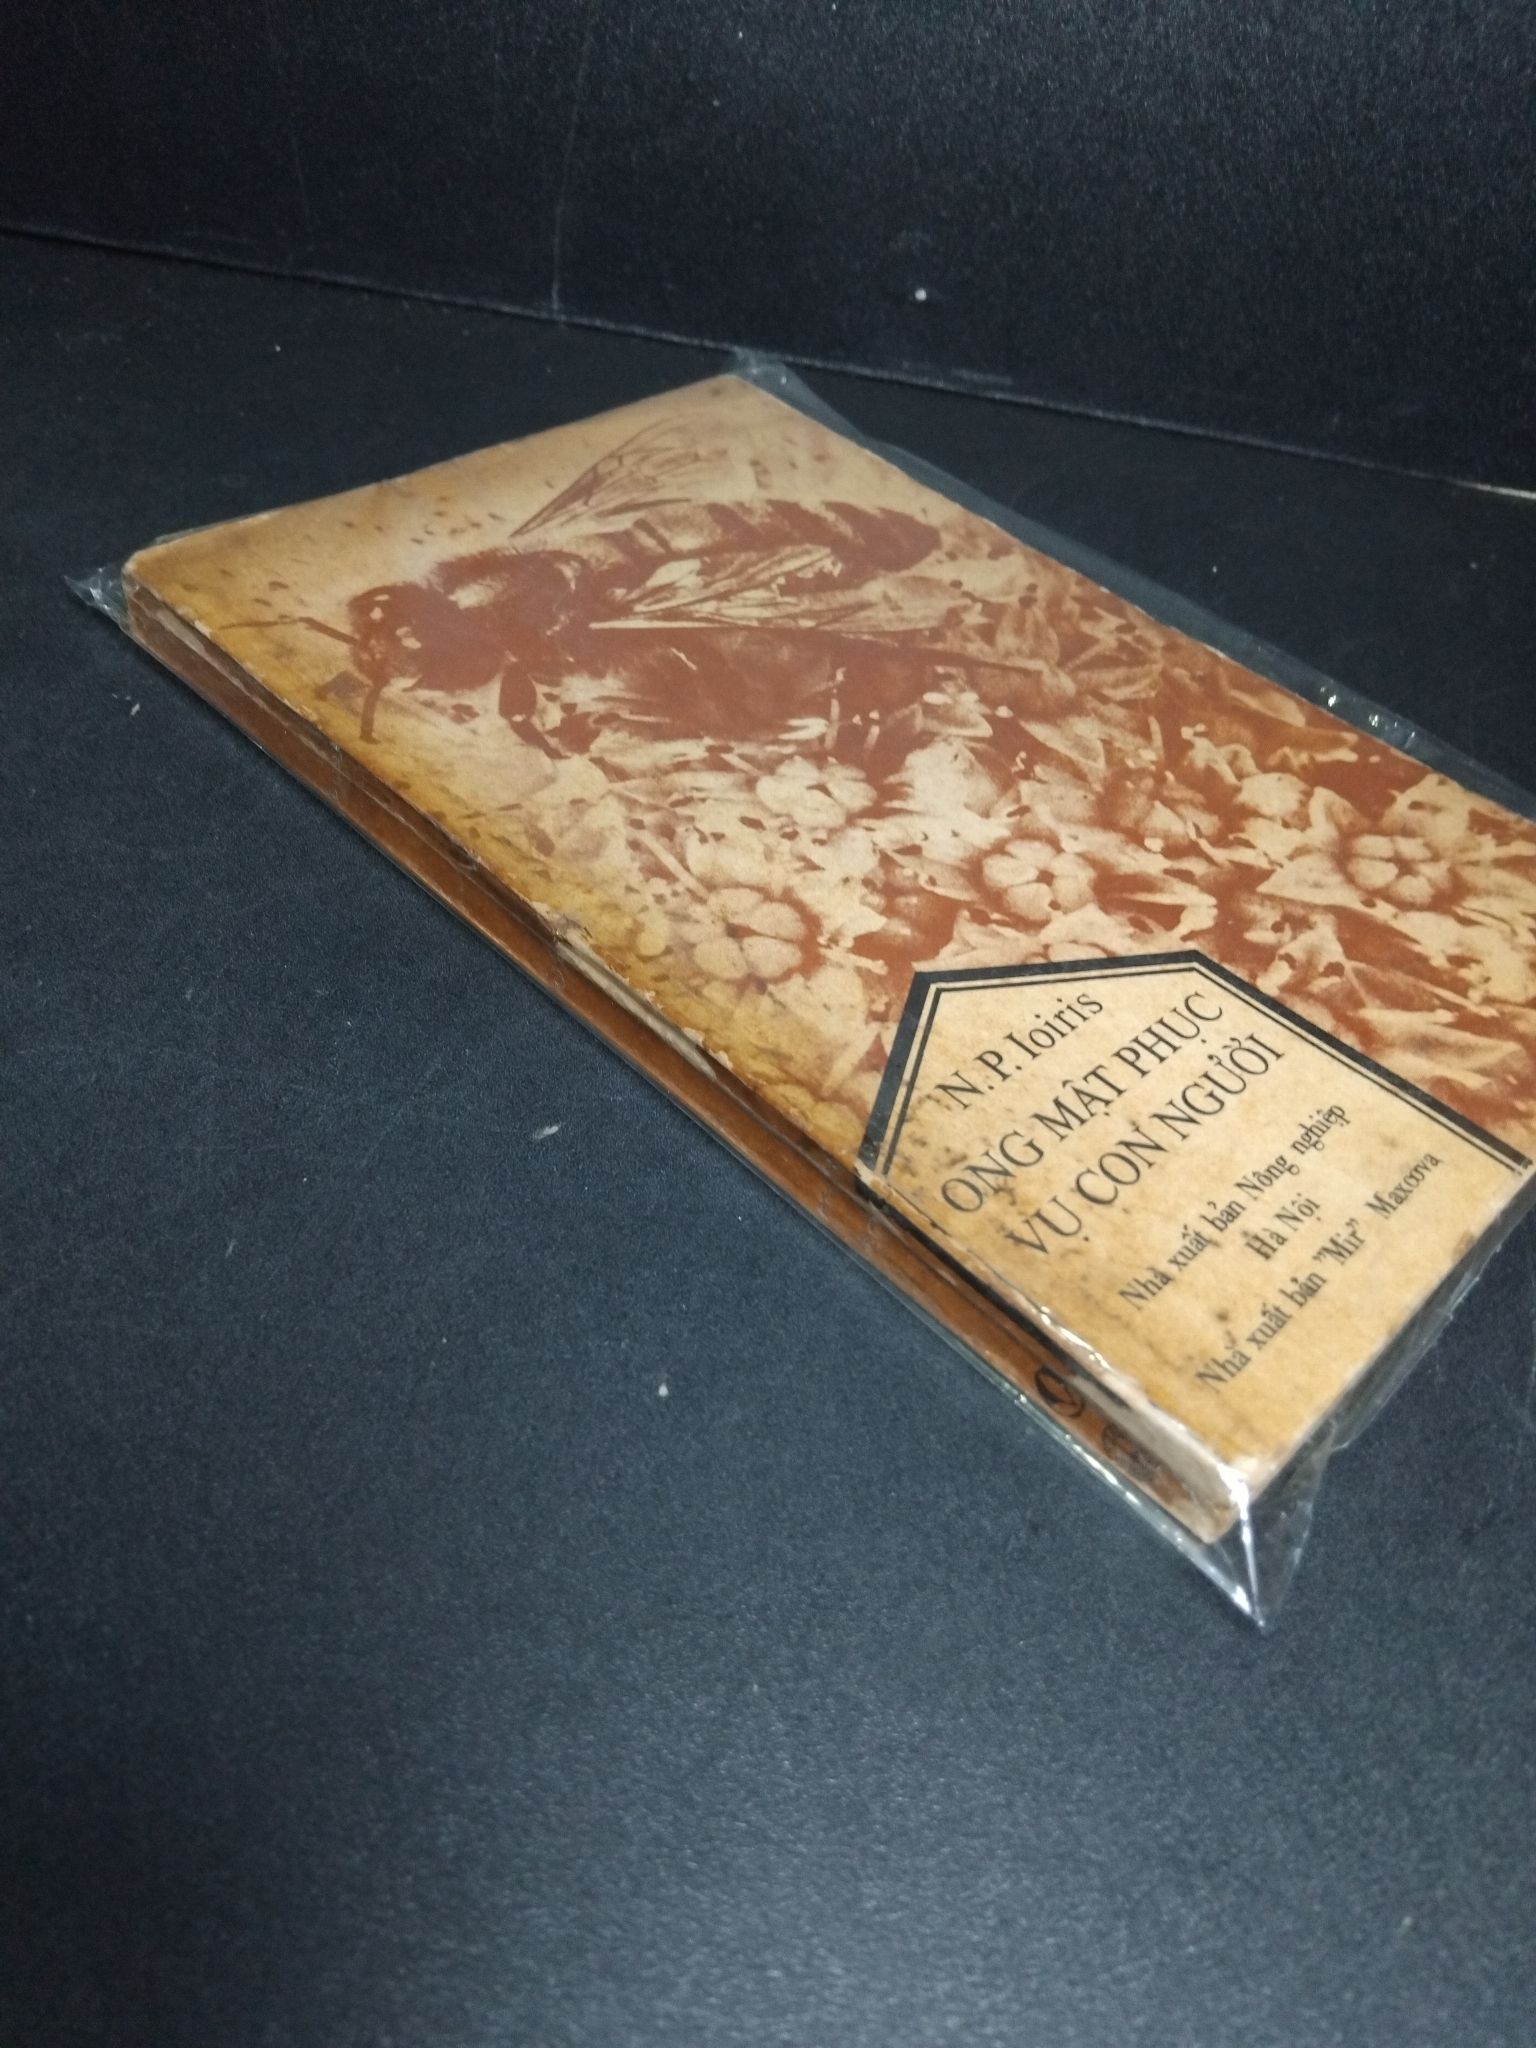 N.P. Ioiris
ONG MẬT PHỤC
VỤ CON NGƯỜI
Nhà xuất bản Nông nghiệp
Hà Nội
Nhà xuất bản "Mir" Maxcơva